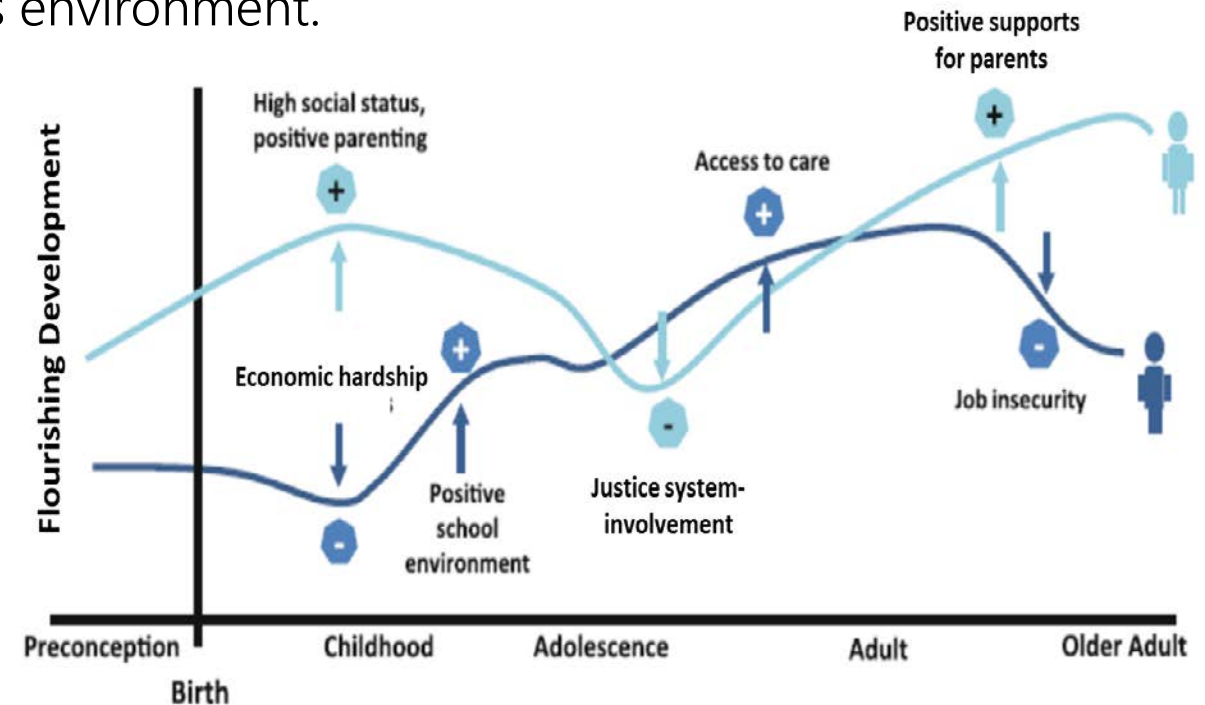 s environment.
Positive supports
for parents
+
High social status,
positive parenting
+
Access to care
+
Flourishing Development
Economic hardship
+
-
Job insecurity
-
Positive
school
environment
Justice system-
involvement
-
Preconception
Childhood
Adolescence
Adult
Older Adult
Birth